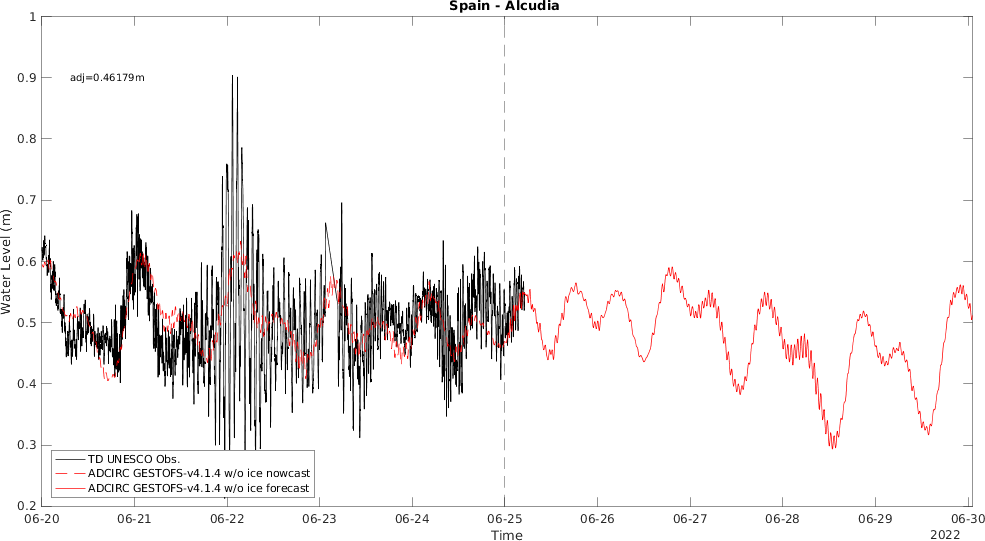 Spain - Alcudia
adj=0.46179m
Water Level (m)
1
0.9
0.8
0.7
0.6
0.5
0.4
0.3
0.2
TD UNESCO Obs.
ADCIRC GESTOFS-v4.1.4 w/o ice nowcast
ADCIRC GESTOFS-v4.1.4 w/o ice forecast
06-20 06-21 06-22 06-23 06-24 06-25 06-26 06-27 06-28 06-29 06-30
Time
2022